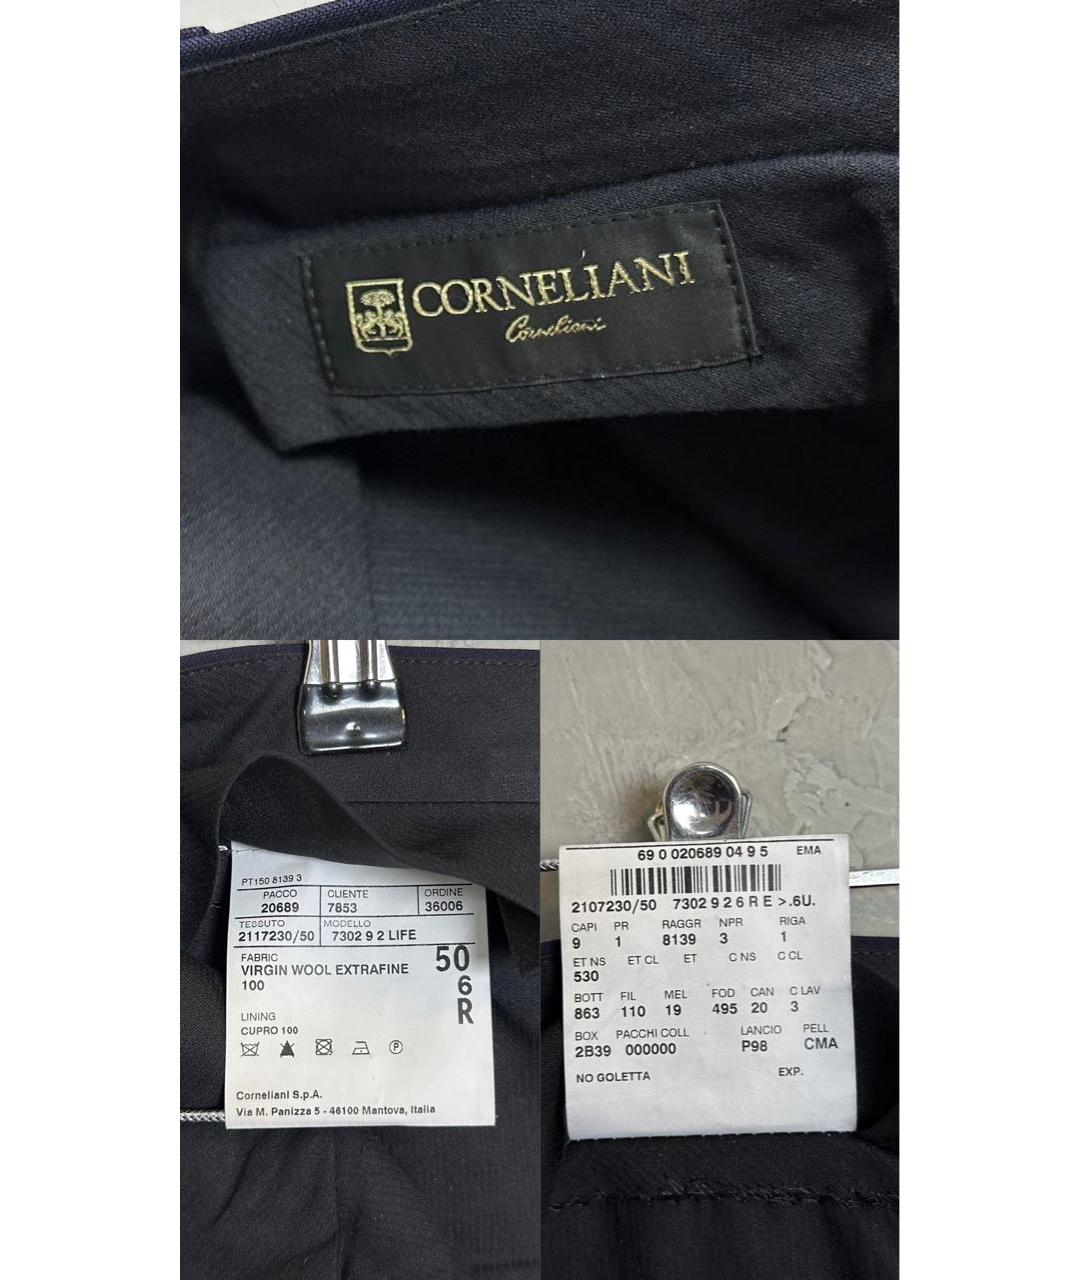 CORNELIANI
Corneliani
PT150 8139 3
PACCO CLIENTE ORDINE
20689 7853 36006
TESSUTO MODELLO
2117230/50 7302 9 2 LIFE
FABRIC
VIRGIN WOOL EXTRAFINE
100
50
6
R
LINING
CUPRO 100
P
Corneliani S.p.A.
Via M. Panizza 5 - 46100 Mantova, Italia
69 0 020689 04 9 5 EMA
2107230/50 7302 9 2 6 R E >.6U.
CAPI PR RAGGR NPR RIGA
9 1 8139 3 1
ET NS ET CL ET C NS C CL
530
BOTT FIL MEL FOD CAN C LAV
863 110 19 495 20 3
BOX PACCHI COLL LANCIO PELL
2B39 000000 P98 CMA
NO GOLETTA EXP.